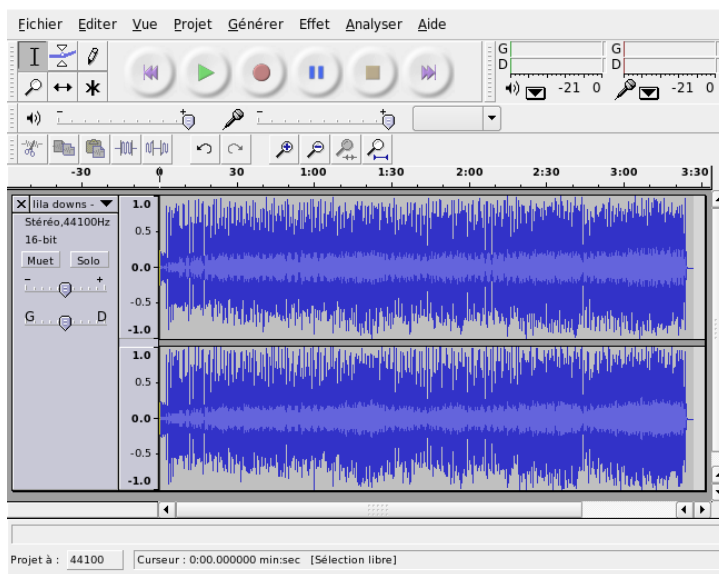 Fichier Editer Vue Projet Générer Effet Analyser Aide
G
D
-21 0
G
D
-21 0
- +
- +
-30 0 30 1:00 1:30 2:00 2:30 3:00 3:30
lila downs -
Stéréo,44100Hz
16-bit
Muet Solo
- +
G D
1.0
0.5
0.0
-0.5
-1.0
1.0
0.5
0.0
-0.5
-1.0
Projet à : 44100 Curseur : 0:00.000000 min:sec [Sélection libre]